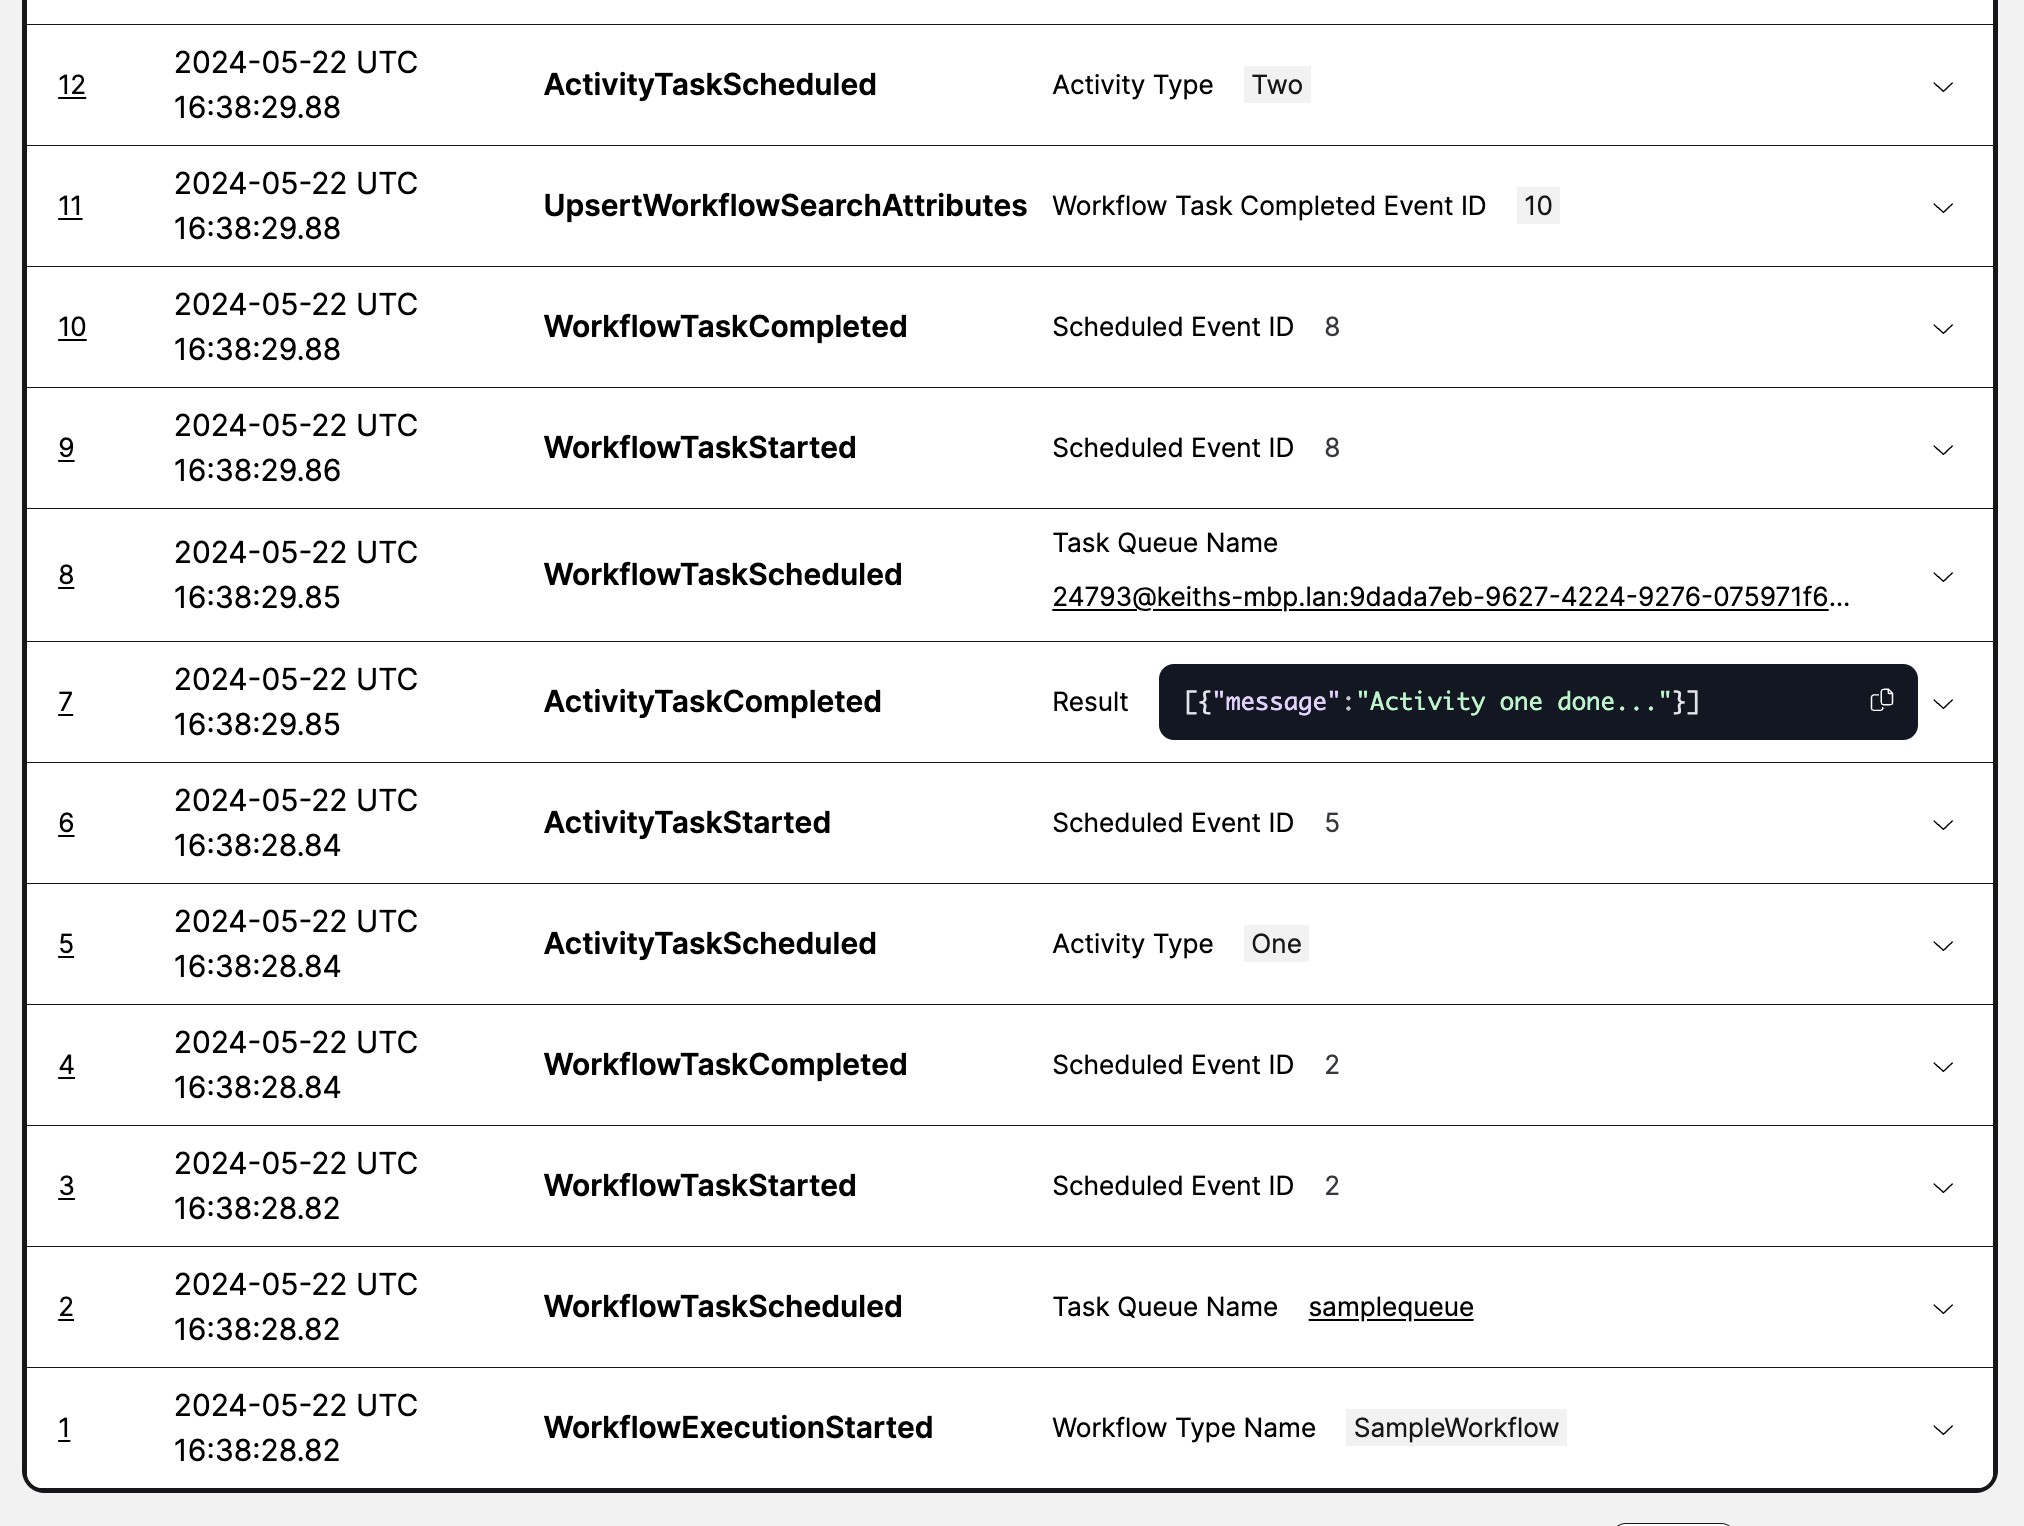 12 2024-05-22 UTC 16:38:29.88 ActivityTaskScheduled Activity Type Two
11 2024-05-22 UTC 16:38:29.88 UpsertWorkflowSearchAttributes Workflow Task Completed Event ID 10
10 2024-05-22 UTC 16:38:29.88 WorkflowTaskCompleted Scheduled Event ID 8
9 2024-05-22 UTC 16:38:29.86 WorkflowTaskStarted Scheduled Event ID 8
8 2024-05-22 UTC 16:38:29.85 WorkflowTaskScheduled Task Queue Name
24793@keiths-mbp.lan:9dada7eb-9627-4224-9276-075971f6...
7 2024-05-22 UTC 16:38:29.85 ActivityTaskCompleted Result [{"message":"Activity one done..."}]
6 2024-05-22 UTC 16:38:28.84 ActivityTaskStarted Scheduled Event ID 5
5 2024-05-22 UTC 16:38:28.84 ActivityTaskScheduled Activity Type One
4 2024-05-22 UTC 16:38:28.84 WorkflowTaskCompleted Scheduled Event ID 2
3 2024-05-22 UTC 16:38:28.82 WorkflowTaskStarted Scheduled Event ID 2
2 2024-05-22 UTC 16:38:28.82 WorkflowTaskScheduled Task Queue Name samplequeue
1 2024-05-22 UTC 16:38:28.82 WorkflowExecutionStarted Workflow Type Name SampleWorkflow